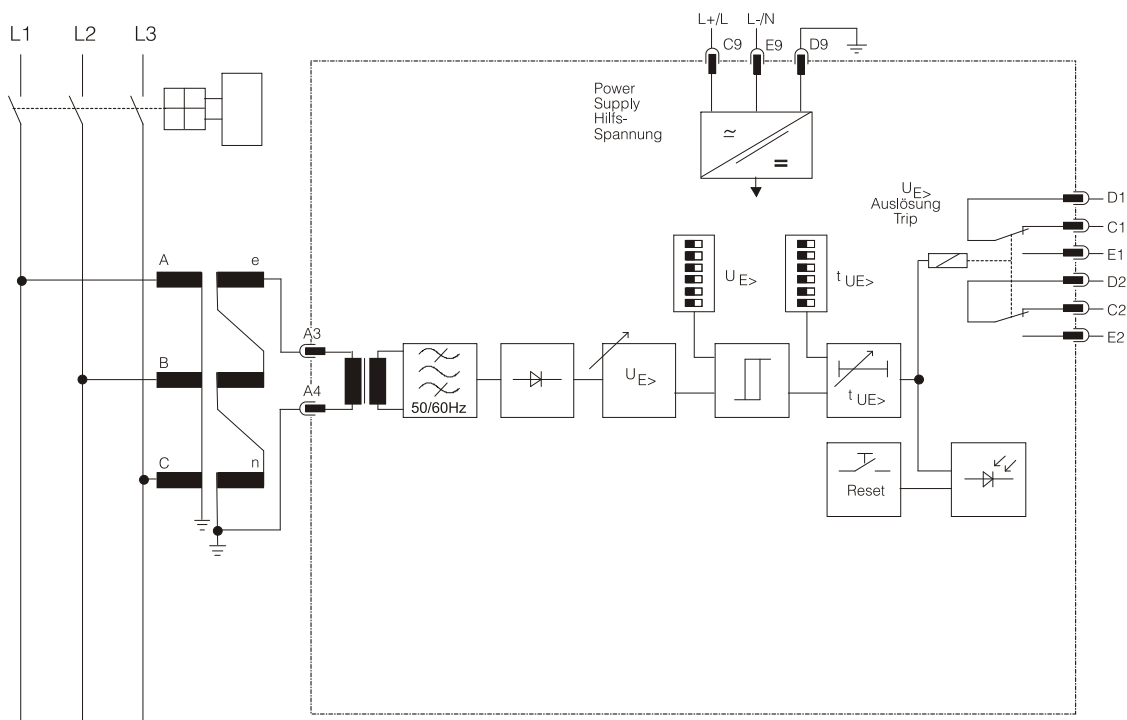 L+/L L-/N
C9 E9 D9
L1 L2 L3
Power
Supply
Hilfs-
Spannung
≃
=
UE>
Auslösung
Trip
D1
C1
E1
D2
C2
E2
A e
UE> tUE>
A3
B
A4
UE>
50/60Hz
tUE>
C n
Reset